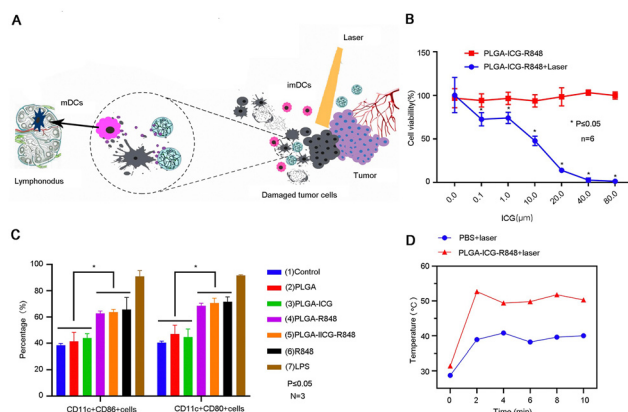 A
Laser
imDCs
mDCs
Lymphonodus
Tumor
Damaged tumor cells
B
PLGA-ICG-R848
PLGA-ICG-R848+Laser
150
100
50
0
Cell viability(%)
* P≤0.05
n=6
* * * *
0.0 0.1 1.0 10.0 20.0 40.0 80.0
ICG(μm)
C
100
80
60
40
20
0
Percentage (%)
* *
CD11c+CD86+cells CD11c+CD80+cells
(1)Control
(2)PLGA
(3)PLGA-ICG
(4)PLGA-R848
(5)PLGA-IICG-R848
(6)R848
(7)LPS
P≤0.05
N=3
D
PBS+laser
PLGA-ICG-R848+laser
60
50
40
30
Temperature (°C)
0 2 4 6 8 10
Time (min)